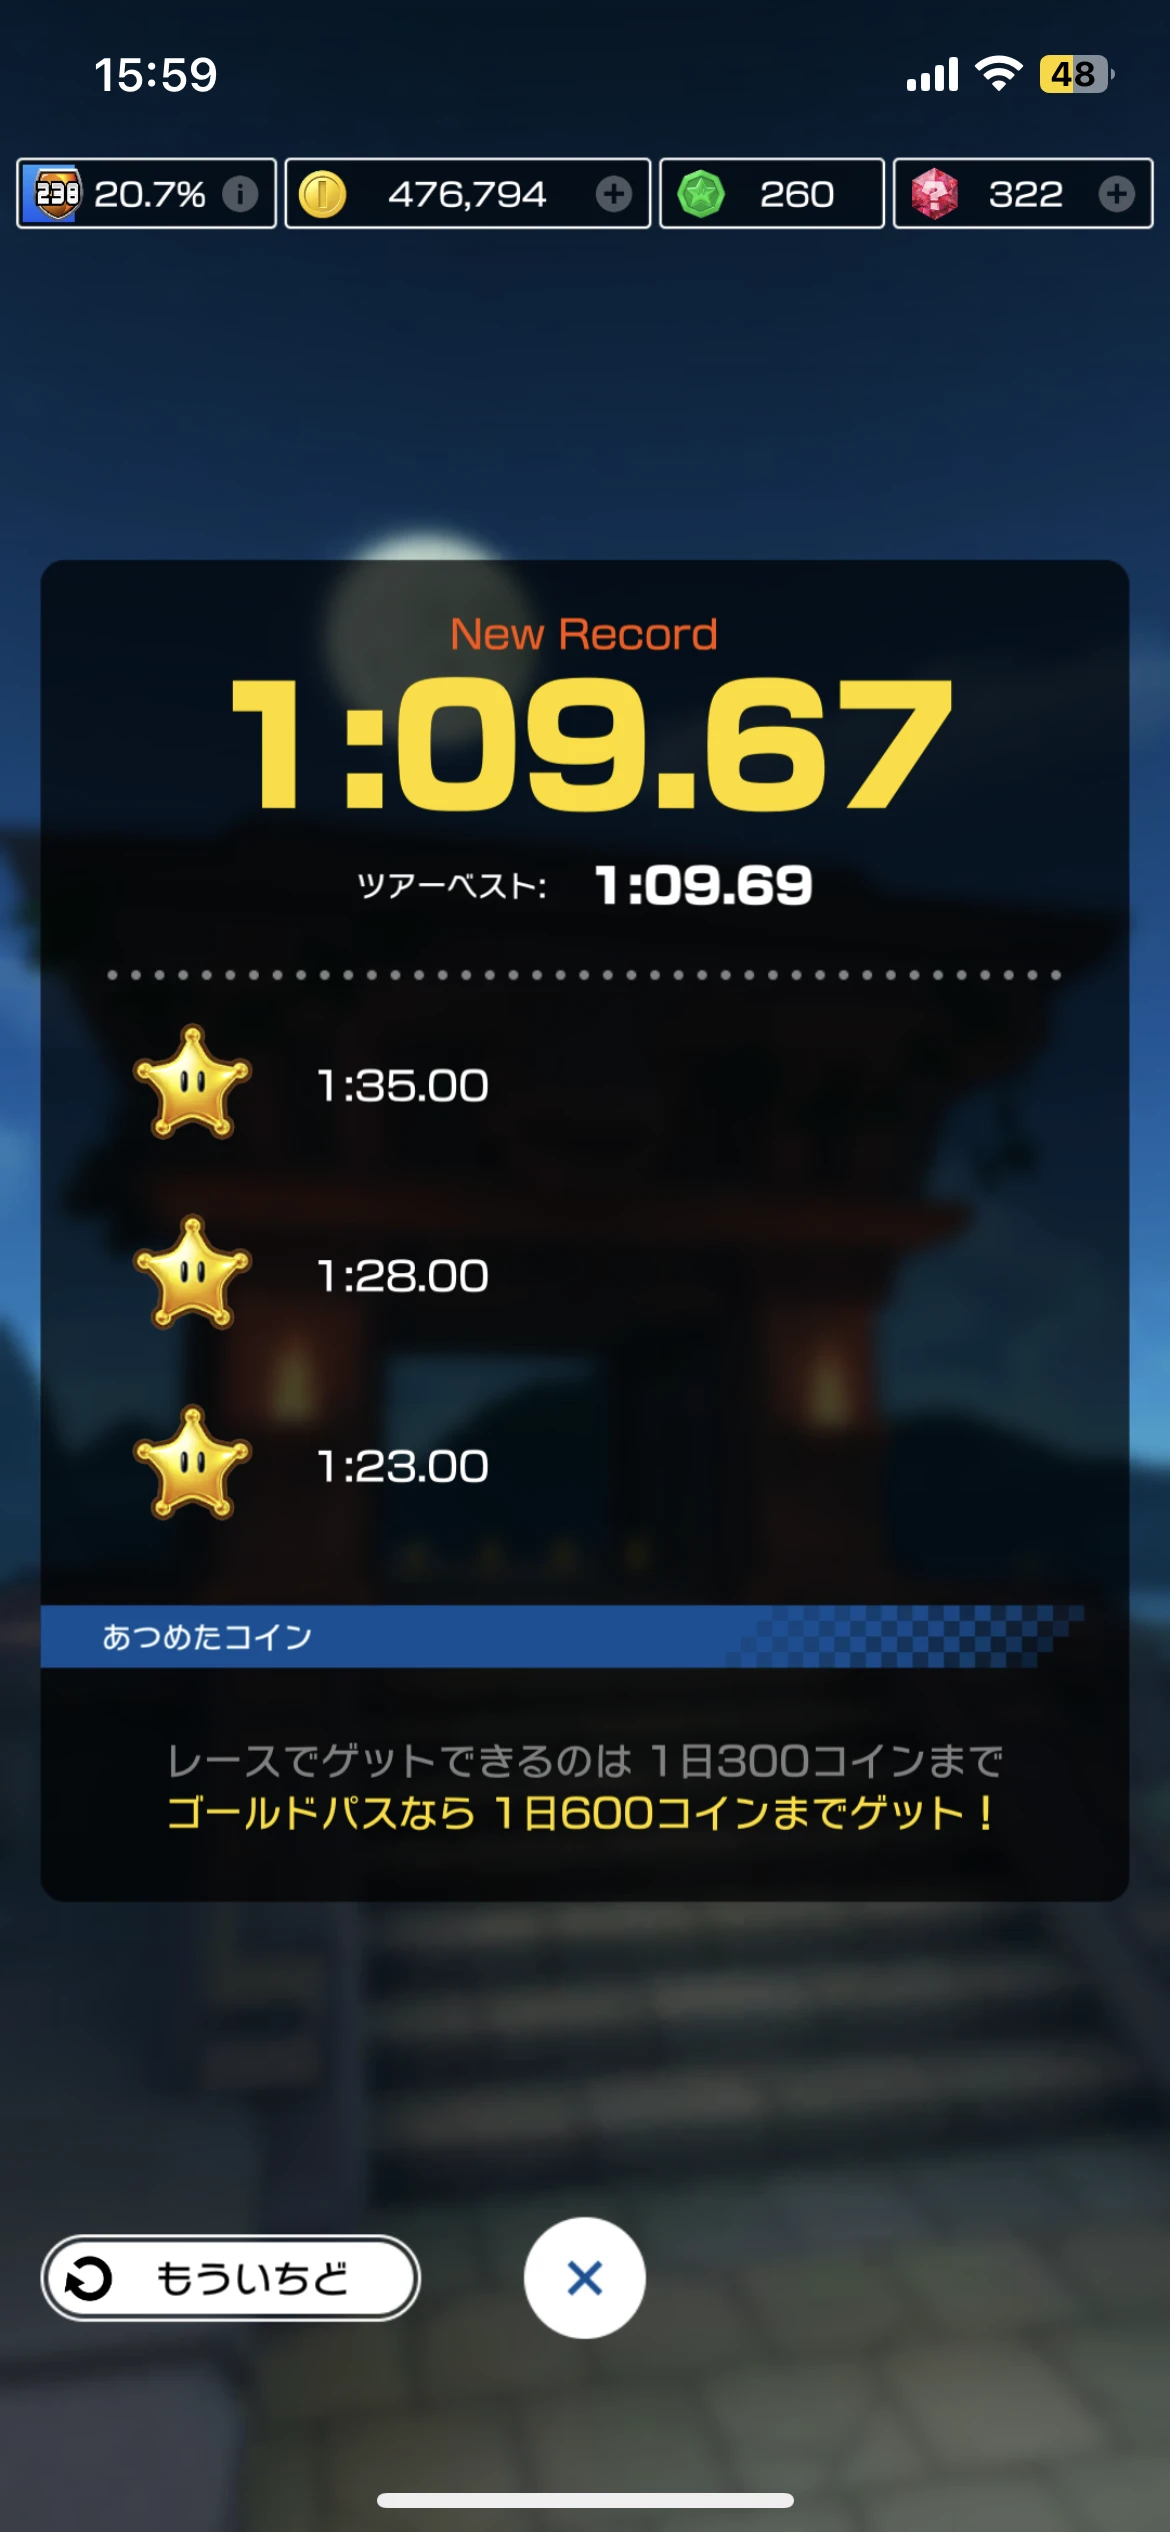 15:59
48
238 20.7% i 476,794 + 260 322 +
New Record
1:09.67
ツアーベスト: 1:09.69
1:35.00
1:28.00
1:23.00
あつめたコイン
レースでゲットできるのは 1日300コインまで
ゴールドパスなら 1日600コインまでゲット！
もういちど